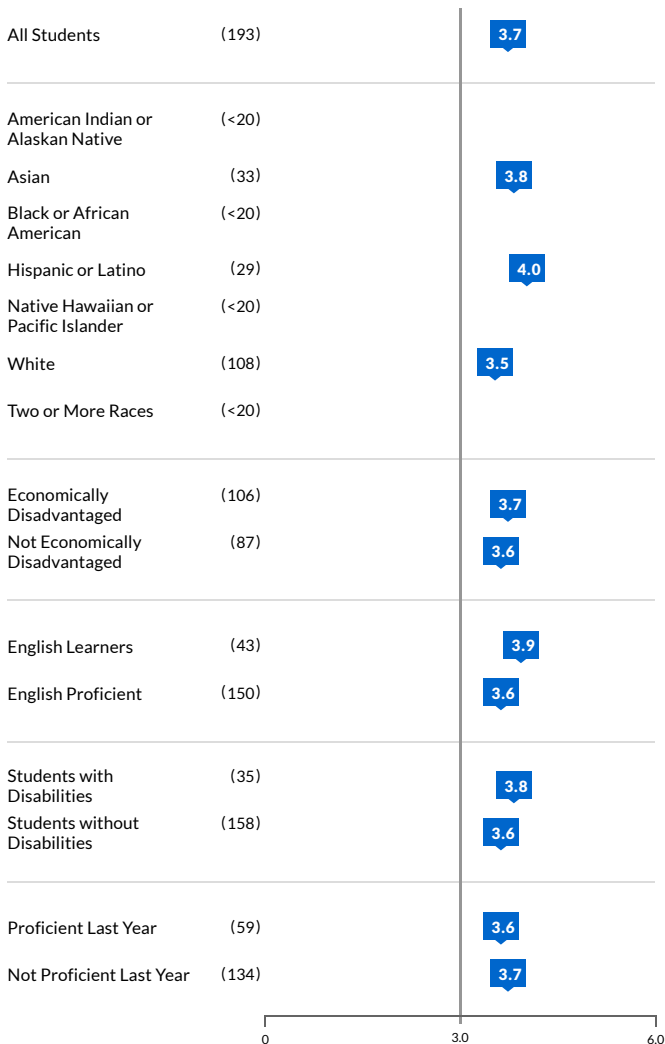 All Students (193) 3.7
American Indian or (<20)
Alaskan Native
Asian (33) 3.8
Black or African (<20)
American
Hispanic or Latino (29) 4.0
Native Hawaiian or (<20)
Pacific Islander
White (108) 3.5
Two or More Races (<20)
Economically (106) 3.7
Disadvantaged
Not Economically (87) 3.6
Disadvantaged
English Learners (43) 3.9
English Proficient (150) 3.6
Students with (35) 3.8
Disabilities
Students without (158) 3.6
Disabilities
Proficient Last Year (59) 3.6
Not Proficient Last Year (134) 3.7
0 3.0 6.0